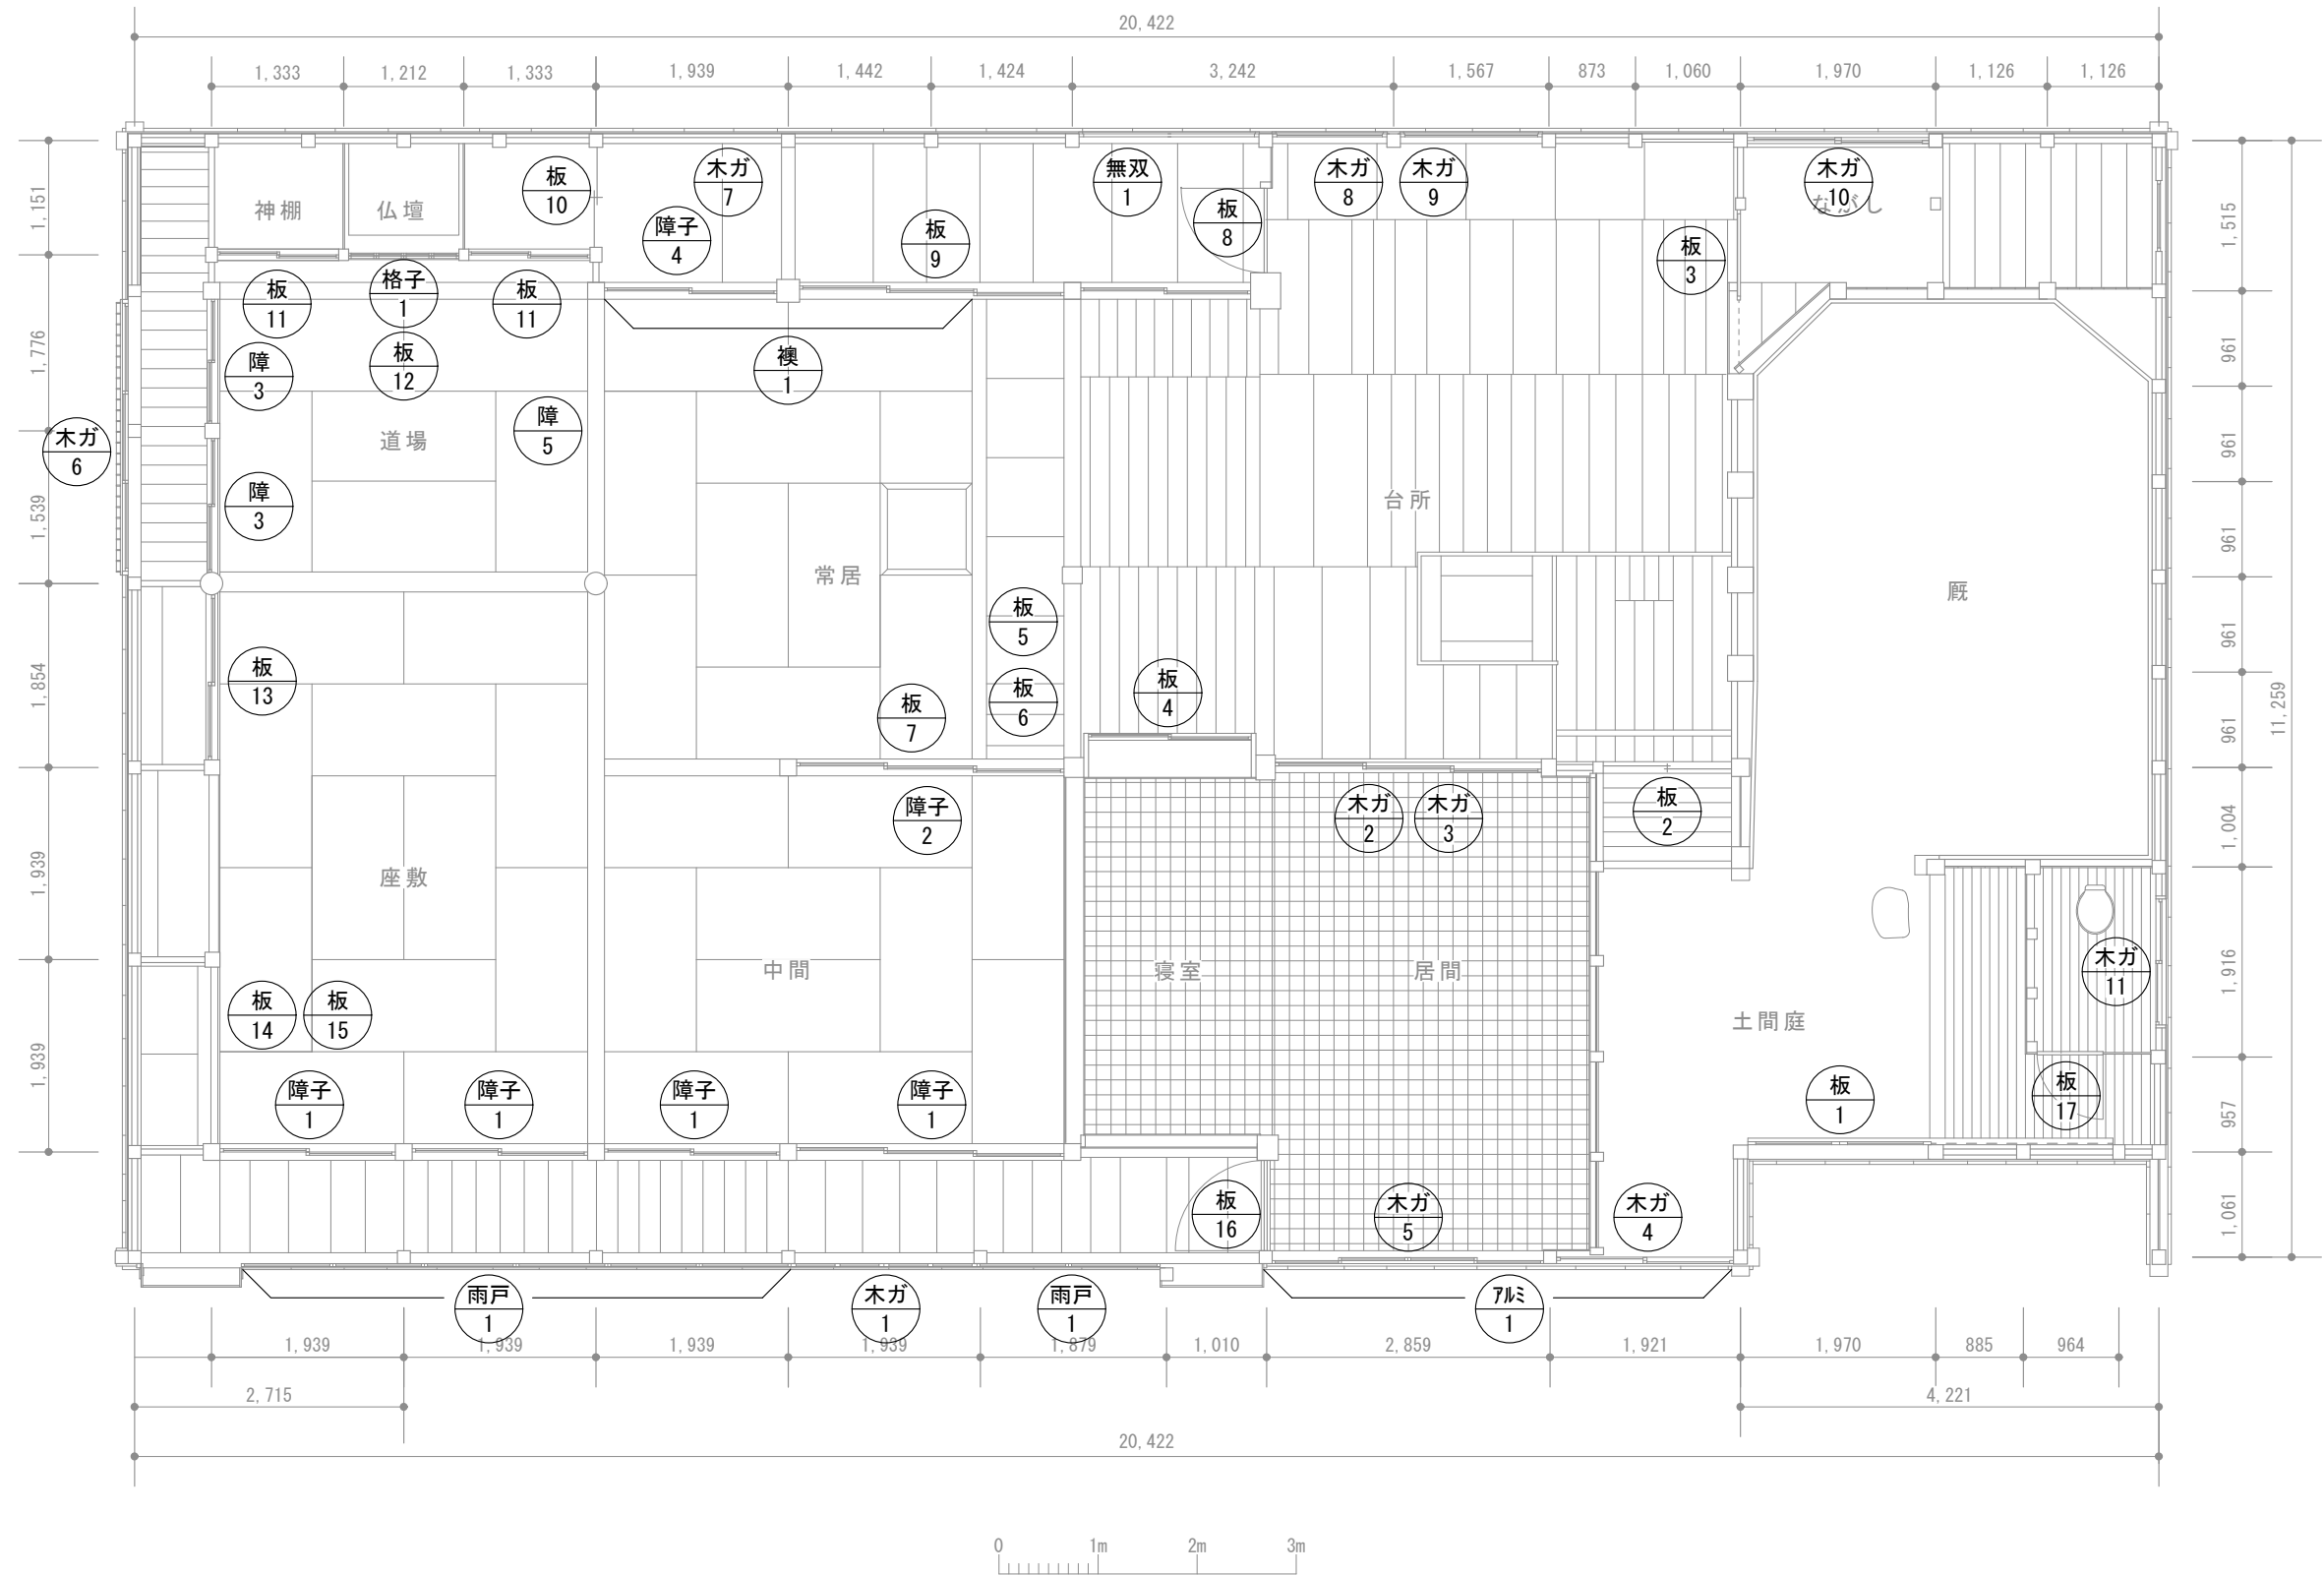 20,422
1,333
1,212
1,333
1,939
1,442
1,424
3,242
1,567
873
1,060
1,970
1,126
1,126
1,151
1,776
1,539
1,854
1,939
1,939
1,515
961
961
961
961
961
1,004
1,916
957
1,061
11,259
神棚
仏壇
板
10
木ガ
7
障子
4
板
9
無双
1
板
8
木ガ
8
木ガ
9
板
3
木ガ
10
ながし
板
11
格子
1
板
11
障
3
板
12
襖
1
木ガ
6
道場
障
5
障
3
台所
常居
厩
板
5
板
13
板
6
板
7
板
4
障子
2
木ガ
2
木ガ
3
板
2
座敷
中間
寝室
居間
木ガ
11
板
14
板
15
土間庭
障子
1
障子
1
障子
1
障子
1
板
1
板
17
板
16
木ガ
5
木ガ
4
雨戸
1
木ガ
1
雨戸
1
ｱﾙﾐ
1
1,939
1,939
1,939
1,939
1,879
1,010
2,859
1,921
1,970
885
964
2,715
4,221
20,422
0
1m
2m
3m